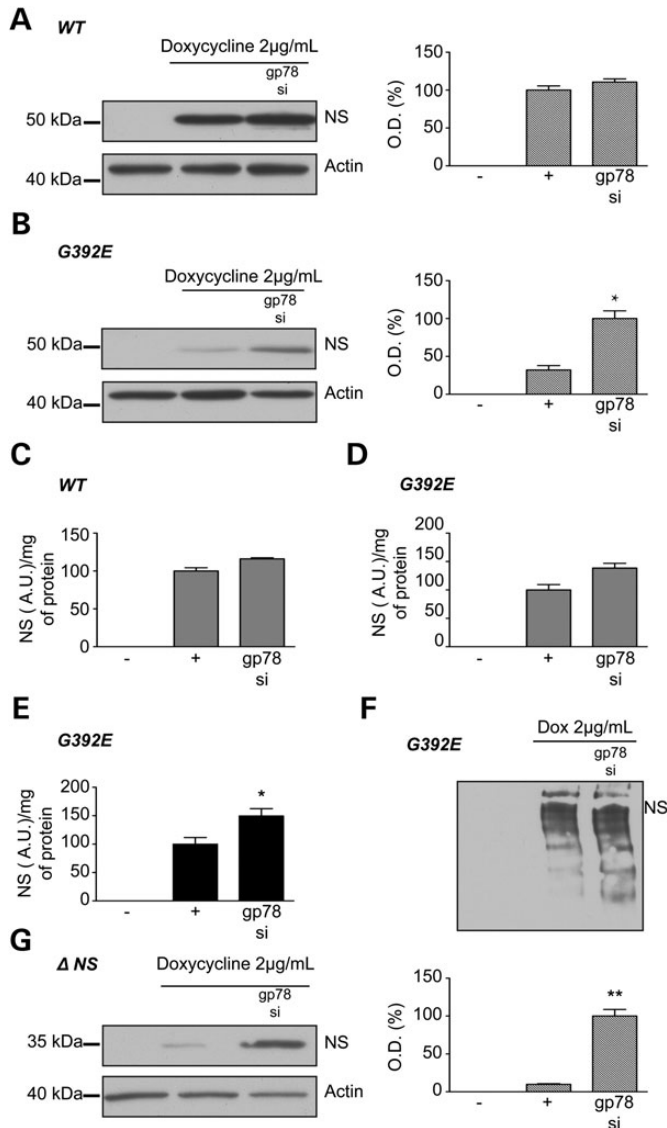 A
WT
Doxycycline 2µg/mL
gp78
si
50 kDa
NS
Actin
40 kDa
O.D. (%)
150
100
50
0
-
+
gp78
si
B
G392E
Doxycycline 2µg/mL
gp78
si
50 kDa
NS
Actin
40 kDa
O.D. (%)
150
100
50
0
*
-
+
gp78
si
C
WT
NS ( A.U.)/mg
of protein
150
100
50
0
-
+
gp78
si
D
G392E
NS ( A.U.)/mg
of protein
200
150
100
50
0
-
+
gp78
si
E
G392E
NS ( A.U.)/mg
of protein
200
150
100
50
0
*
-
+
gp78
si
F
G392E
Dox 2µg/mL
gp78
si
NS
G
Δ NS
Doxycycline 2µg/mL
gp78
si
35 kDa
NS
40 kDa
Actin
O.D. (%)
150
100
50
0
**
-
+
gp78
si